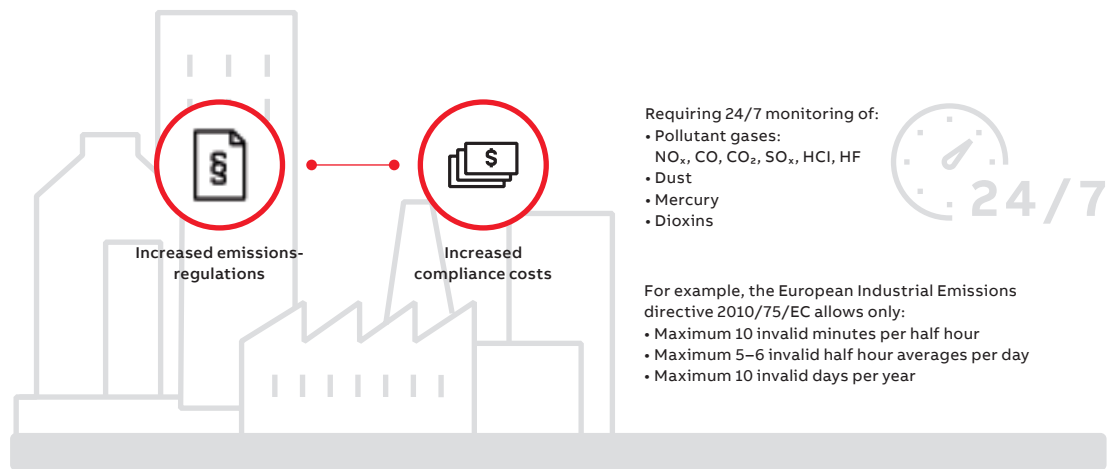 §
$
Increased emissions-
regulations
Increased
compliance costs
Requiring 24/7 monitoring of:
• Pollutant gases:
NOₓ, CO, CO₂, SOₓ, HCl, HF
• Dust
• Mercury
• Dioxins
24/7
For example, the European Industrial Emissions
directive 2010/75/EC allows only:
• Maximum 10 invalid minutes per half hour
• Maximum 5–6 invalid half hour averages per day
• Maximum 10 invalid days per year